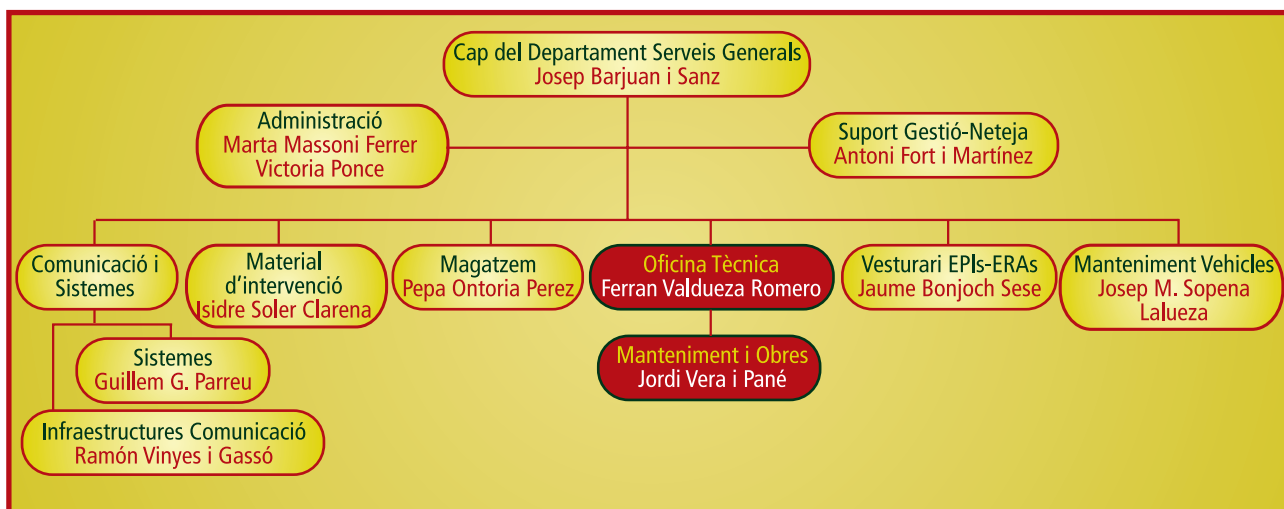 Cap del Departament Serveis Generals
Josep Barjuan i Sanz
Administració
Marta Massoni Ferrer
Victoria Ponce
Suport Gestió-Neteja
Antoni Fort i Martínez
Comunicació i
Sistemes
Material
d'intervenció
Isidre Soler Clarena
Magatzem
Pepa Ontoria Perez
Oficina Tècnica
Ferran Valdueza Romero
Vesturari EPIs-ERAs
Jaume Bonjoch Sese
Manteniment Vehicles
Josep M. Sopena
Lalueza
Sistemes
Guillem G. Parreu
Manteniment i Obres
Jordi Vera i Pané
Infraestructures Comunicació
Ramón Vinyes i Gassó